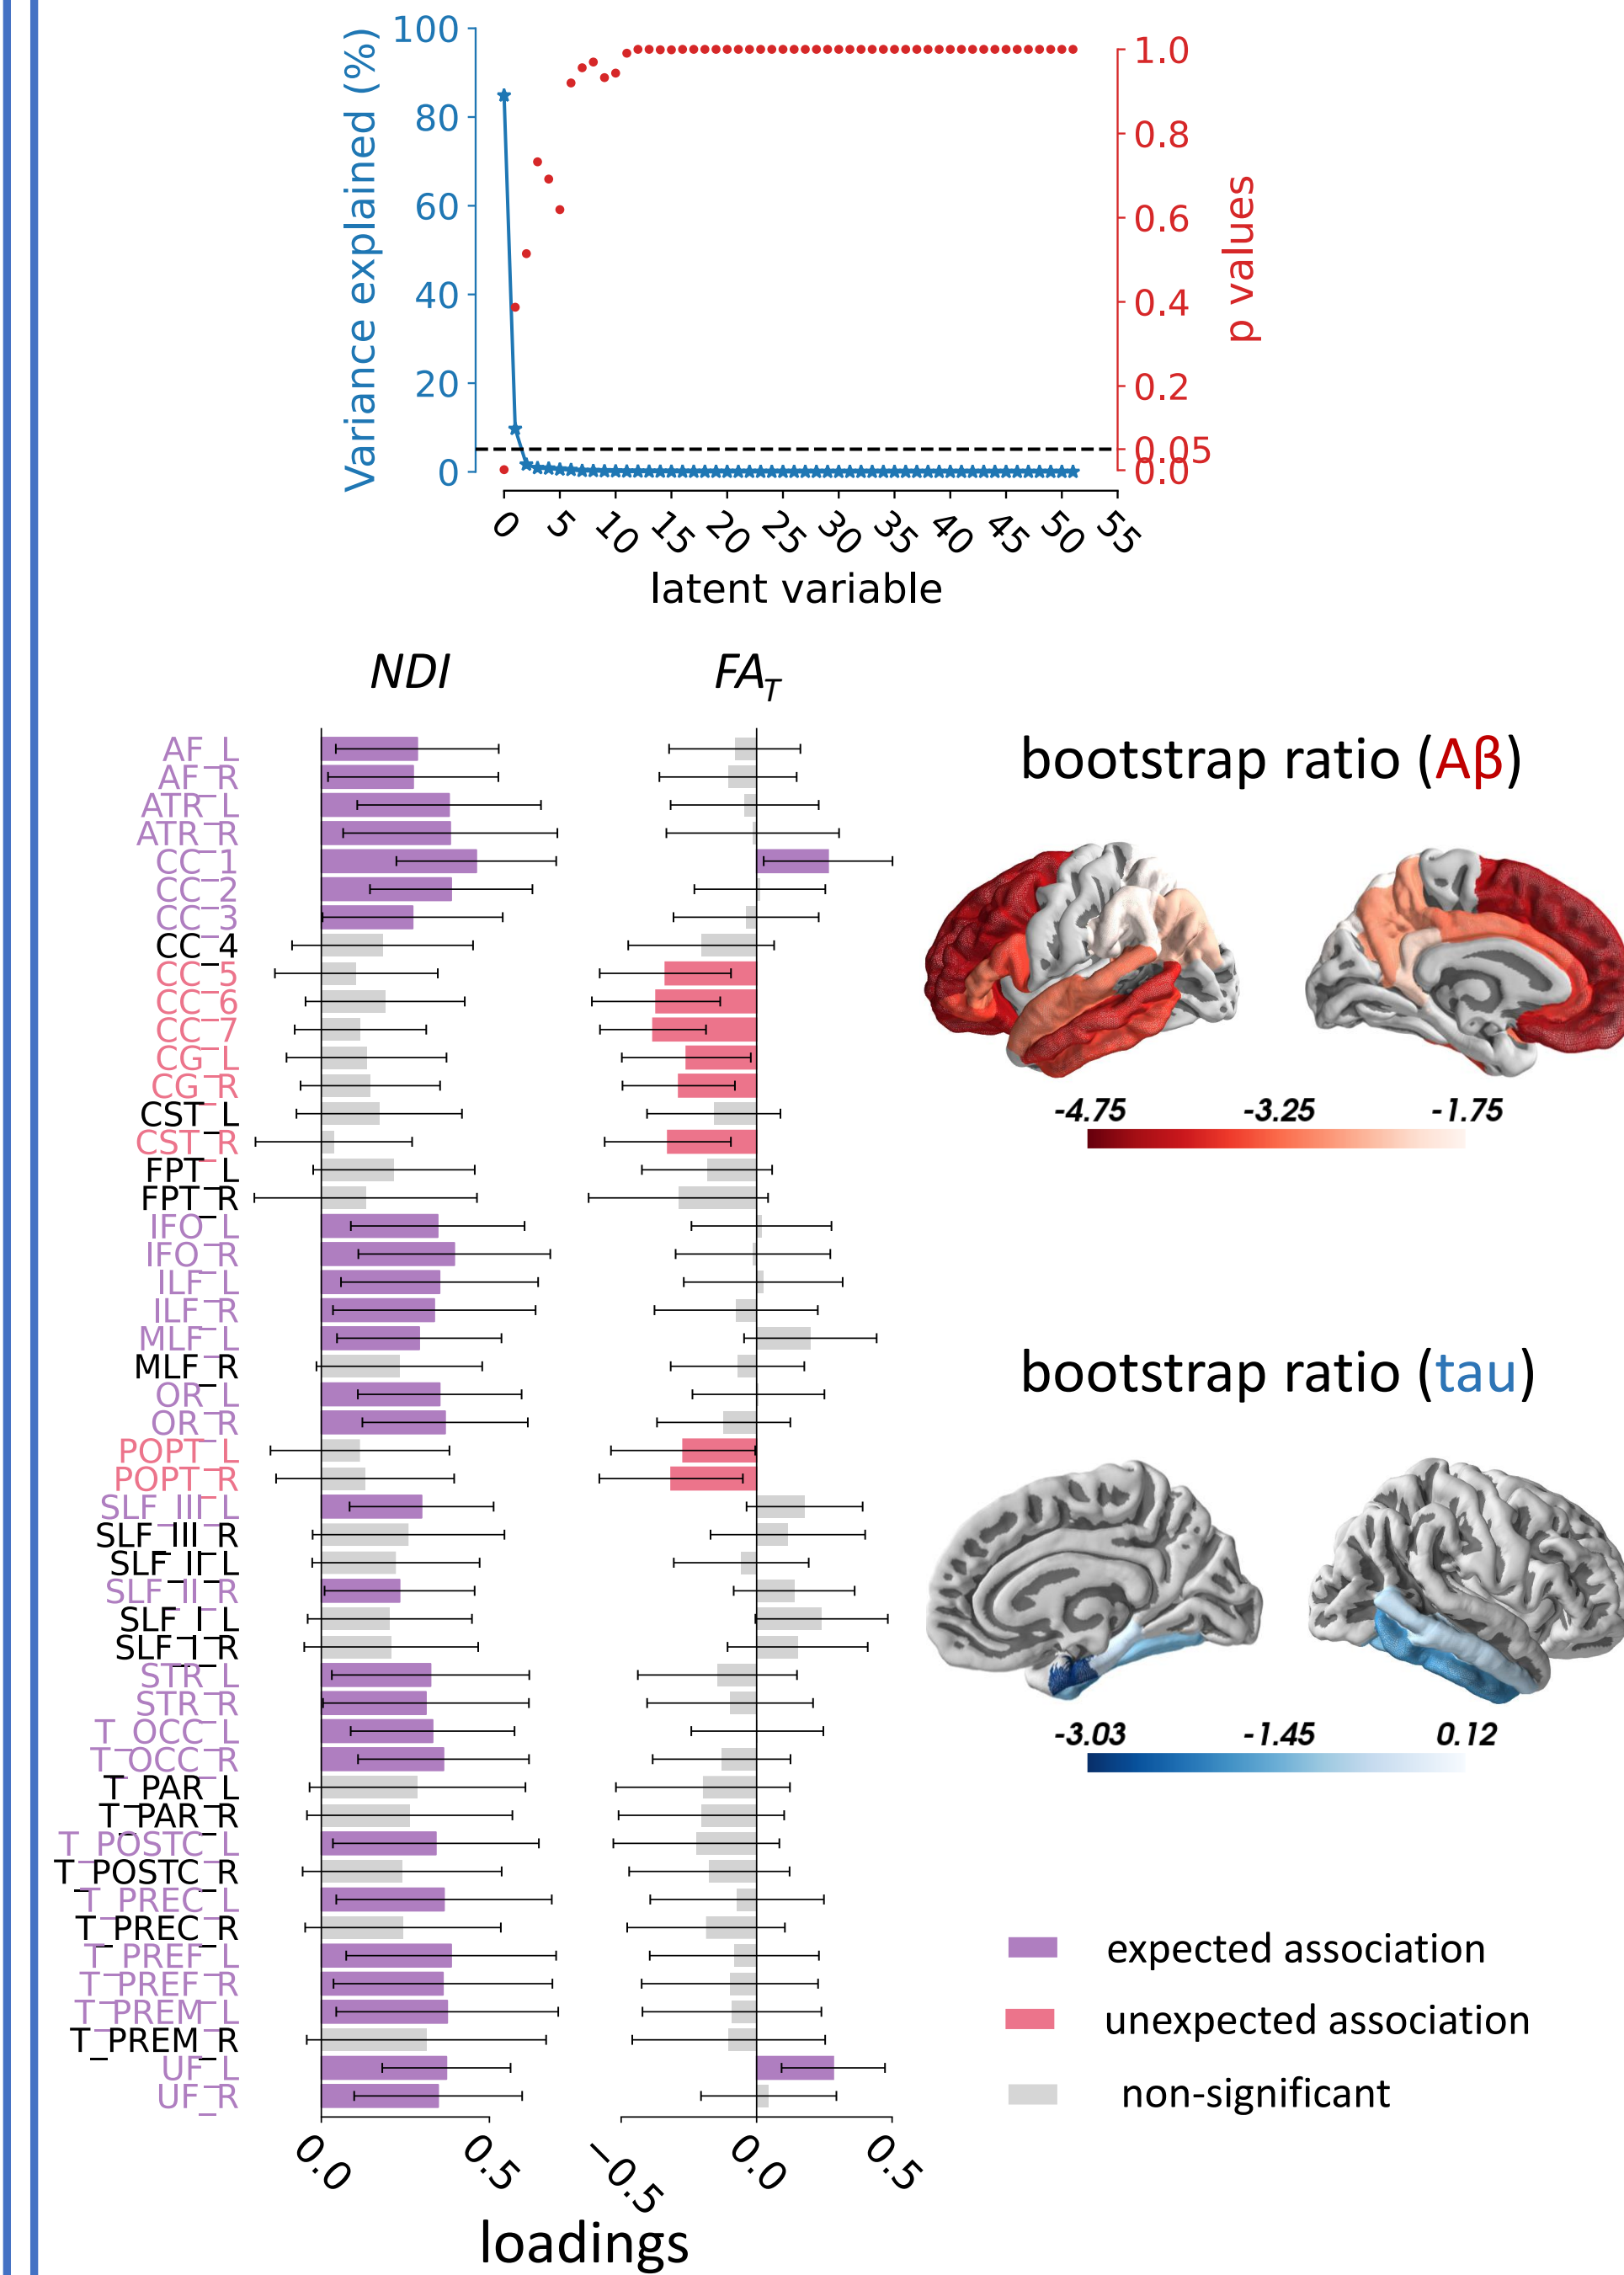 Variance explained (%)
100
80
60
40
20
0
1.0
0.8
0.6
0.4
0.2
0.05
0.0
p values
0 5 10 15 20 25 30 35 40 45 50 55
latent variable
NDI FA_T
AF_L
AF_R
ATR_L
ATR_R
CC_1
CC_2
CC_3
CC_4
CC_5
CC_6
CC_7
CG_L
CG_R
CST_L
CST_R
FPT_L
FPT_R
IFO_L
IFO_R
ILF_L
ILF_R
MLF_L
MLF_R
OR_L
OR_R
POPT_L
POPT_R
SLF_III_L
SLF_III_R
SLF_II_L
SLF_II_R
SLF_I_L
SLF_I_R
STR_L
STR_R
T_OCC_L
T_OCC_R
T_PAR_L
T_PAR_R
T_POSTC_L
T_POSTC_R
T_PREC_L
T_PREC_R
T_PREF_L
T_PREF_R
T_PREM_L
T_PREM_R
UF_L
UF_R
0.0 0.5
−0.5 0.0 0.5
loadings
bootstrap ratio (Aβ)
-4.75 -3.25 -1.75
bootstrap ratio (tau)
-3.03 -1.45 0.12
expected association
unexpected association
non-significant